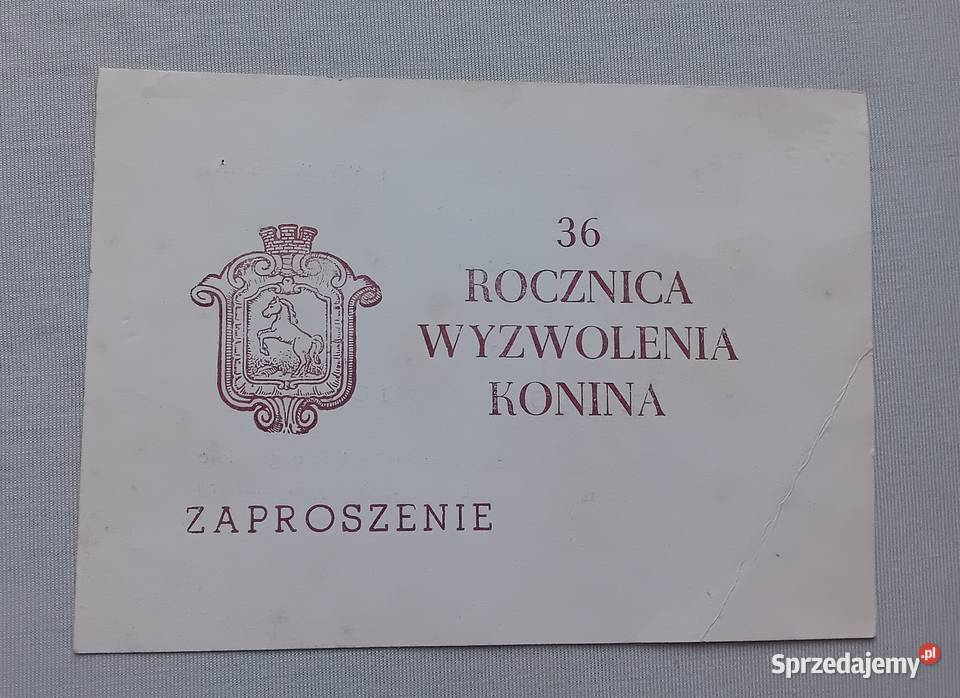 36
ROCZNICA
WYZWOLENIA
KONINA
ZAPROSZENIE
Sprzedajemy.pl